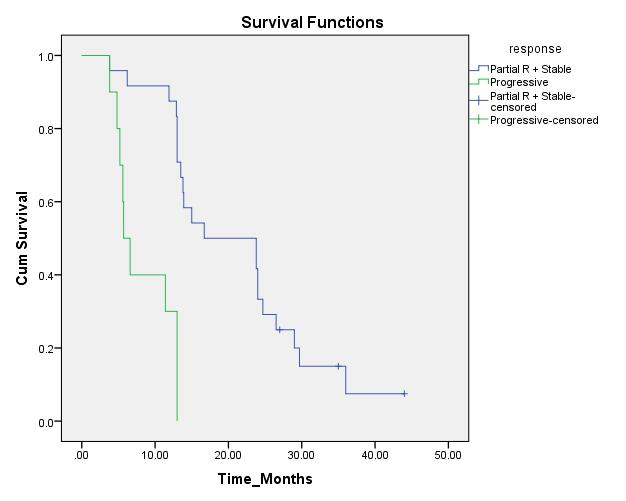 Survival Functions
response
Partial R + Stable
Progressive
Partial R + Stable-
censored
Progressive-censored
Cum Survival
1.0
0.8
0.6
0.4
0.2
0.0
.00 10.00 20.00 30.00 40.00 50.00
Time_Months